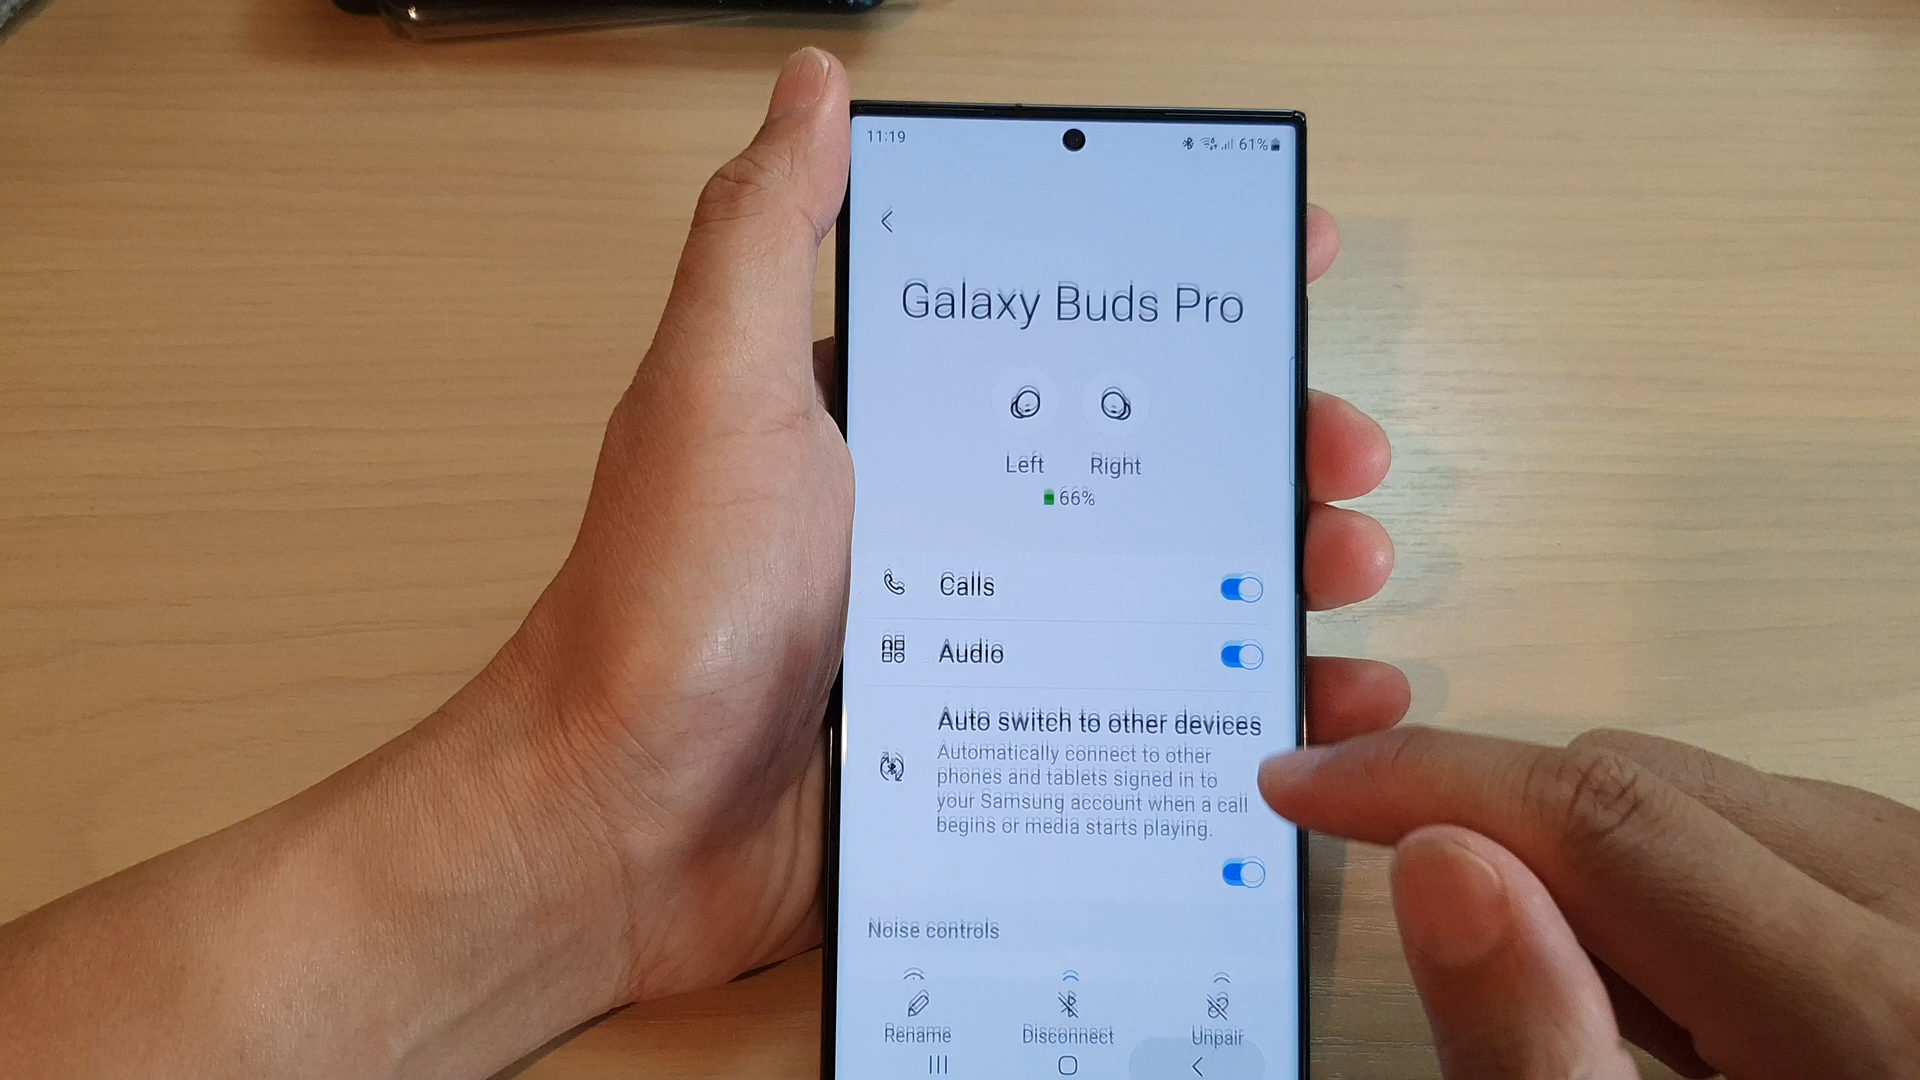 11:19
61%
Galaxy Buds Pro
Left Right
66%
Calls
Audio
Auto switch to other devices
Automatically connect to other
phones and tablets signed in to
your Samsung account when a call
begins or media starts playing.
Noise controls
Rename Disconnect Unpair